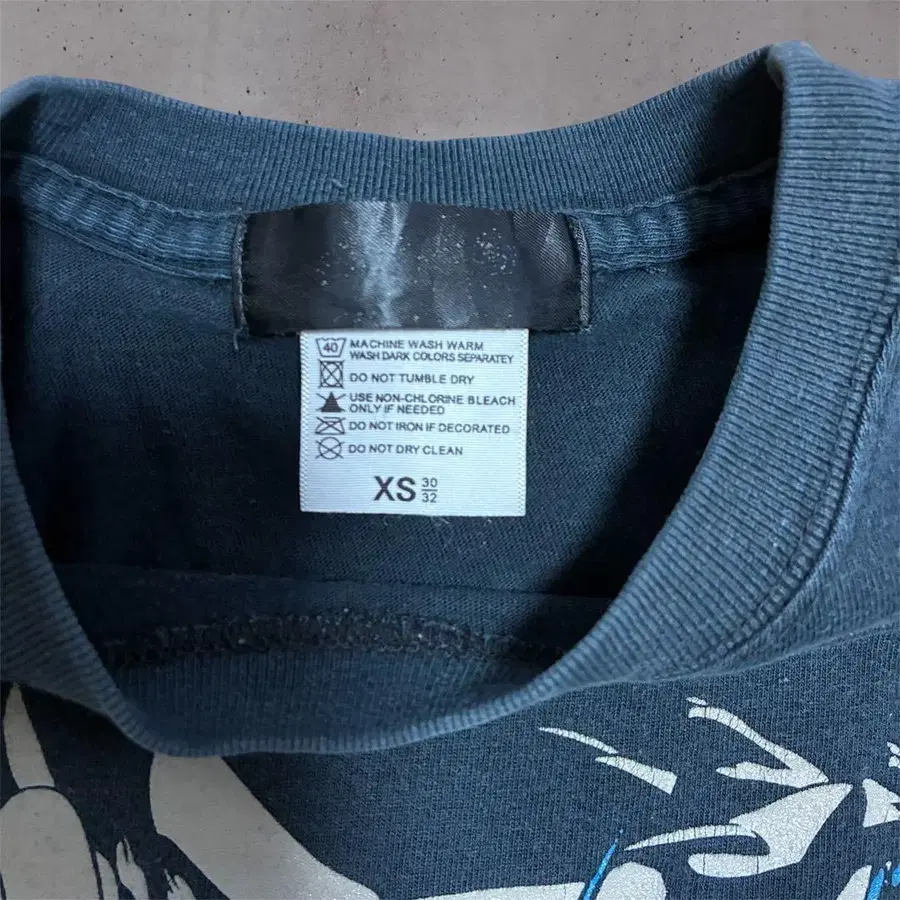 40 MACHINE WASH WARM
WASH DARK COLORS SEPARATEY
DO NOT TUMBLE DRY
USE NON-CHLORINE BLEACH
ONLY IF NEEDED
DO NOT IRON IF DECORATED
DO NOT DRY CLEAN
XS 30
32